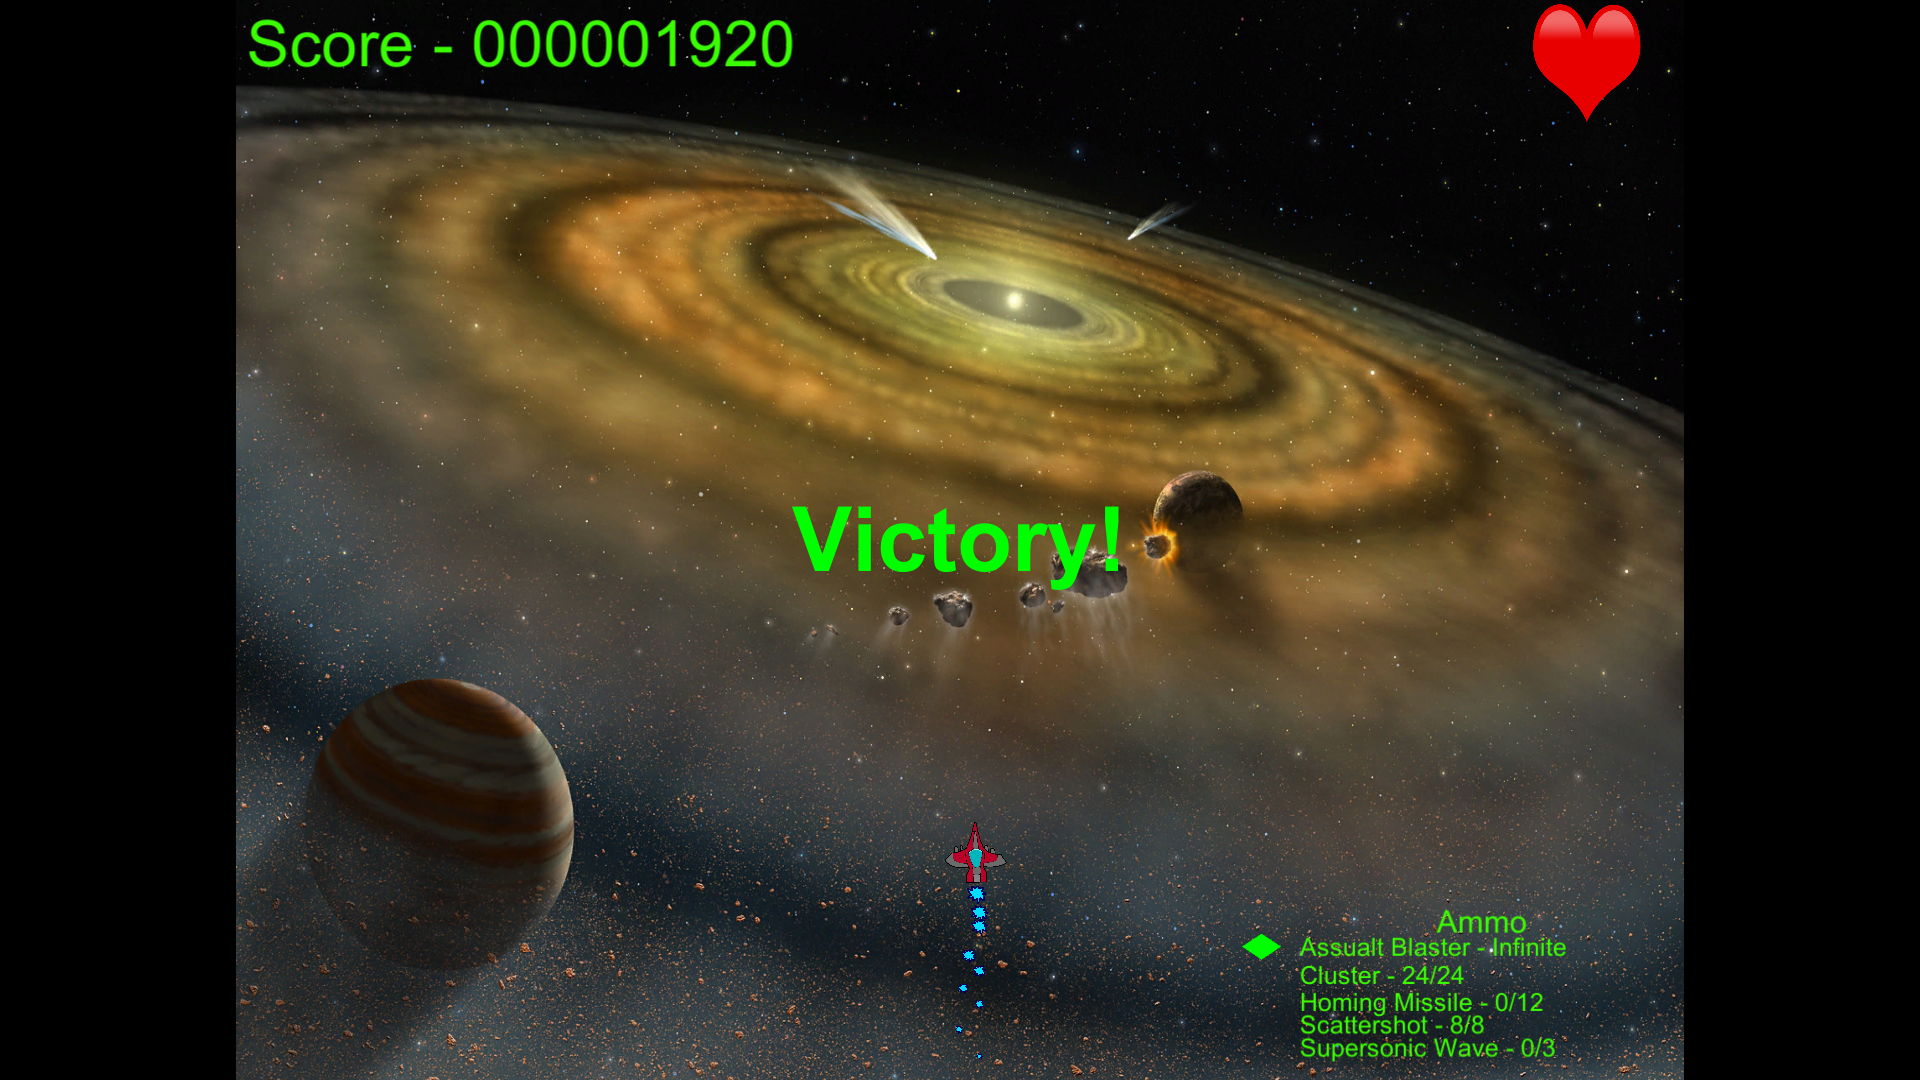 Score - 000001920
Victory!
Ammo
Assualt Blaster - Infinite
Cluster - 24/24
Homing Missile - 0/12
Scattershot - 8/8
Supersonic Wave - 0/3